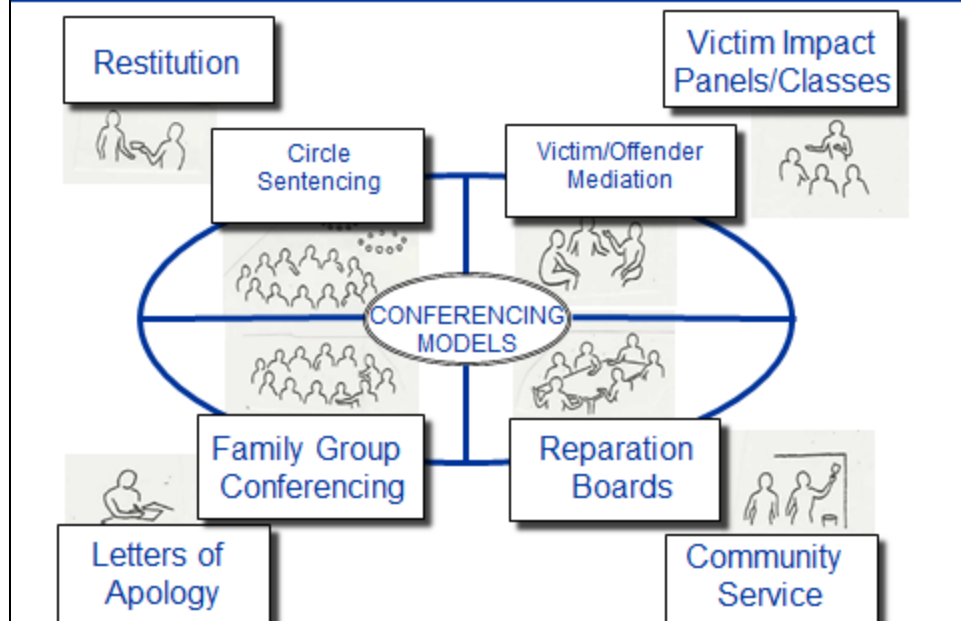 Restitution
Victim Impact
Panels/Classes
Circle
Sentencing
Victim/Offender
Mediation
CONFERENCING
MODELS
Family Group
Conferencing
Reparation
Boards
Letters of
Apology
Community
Service